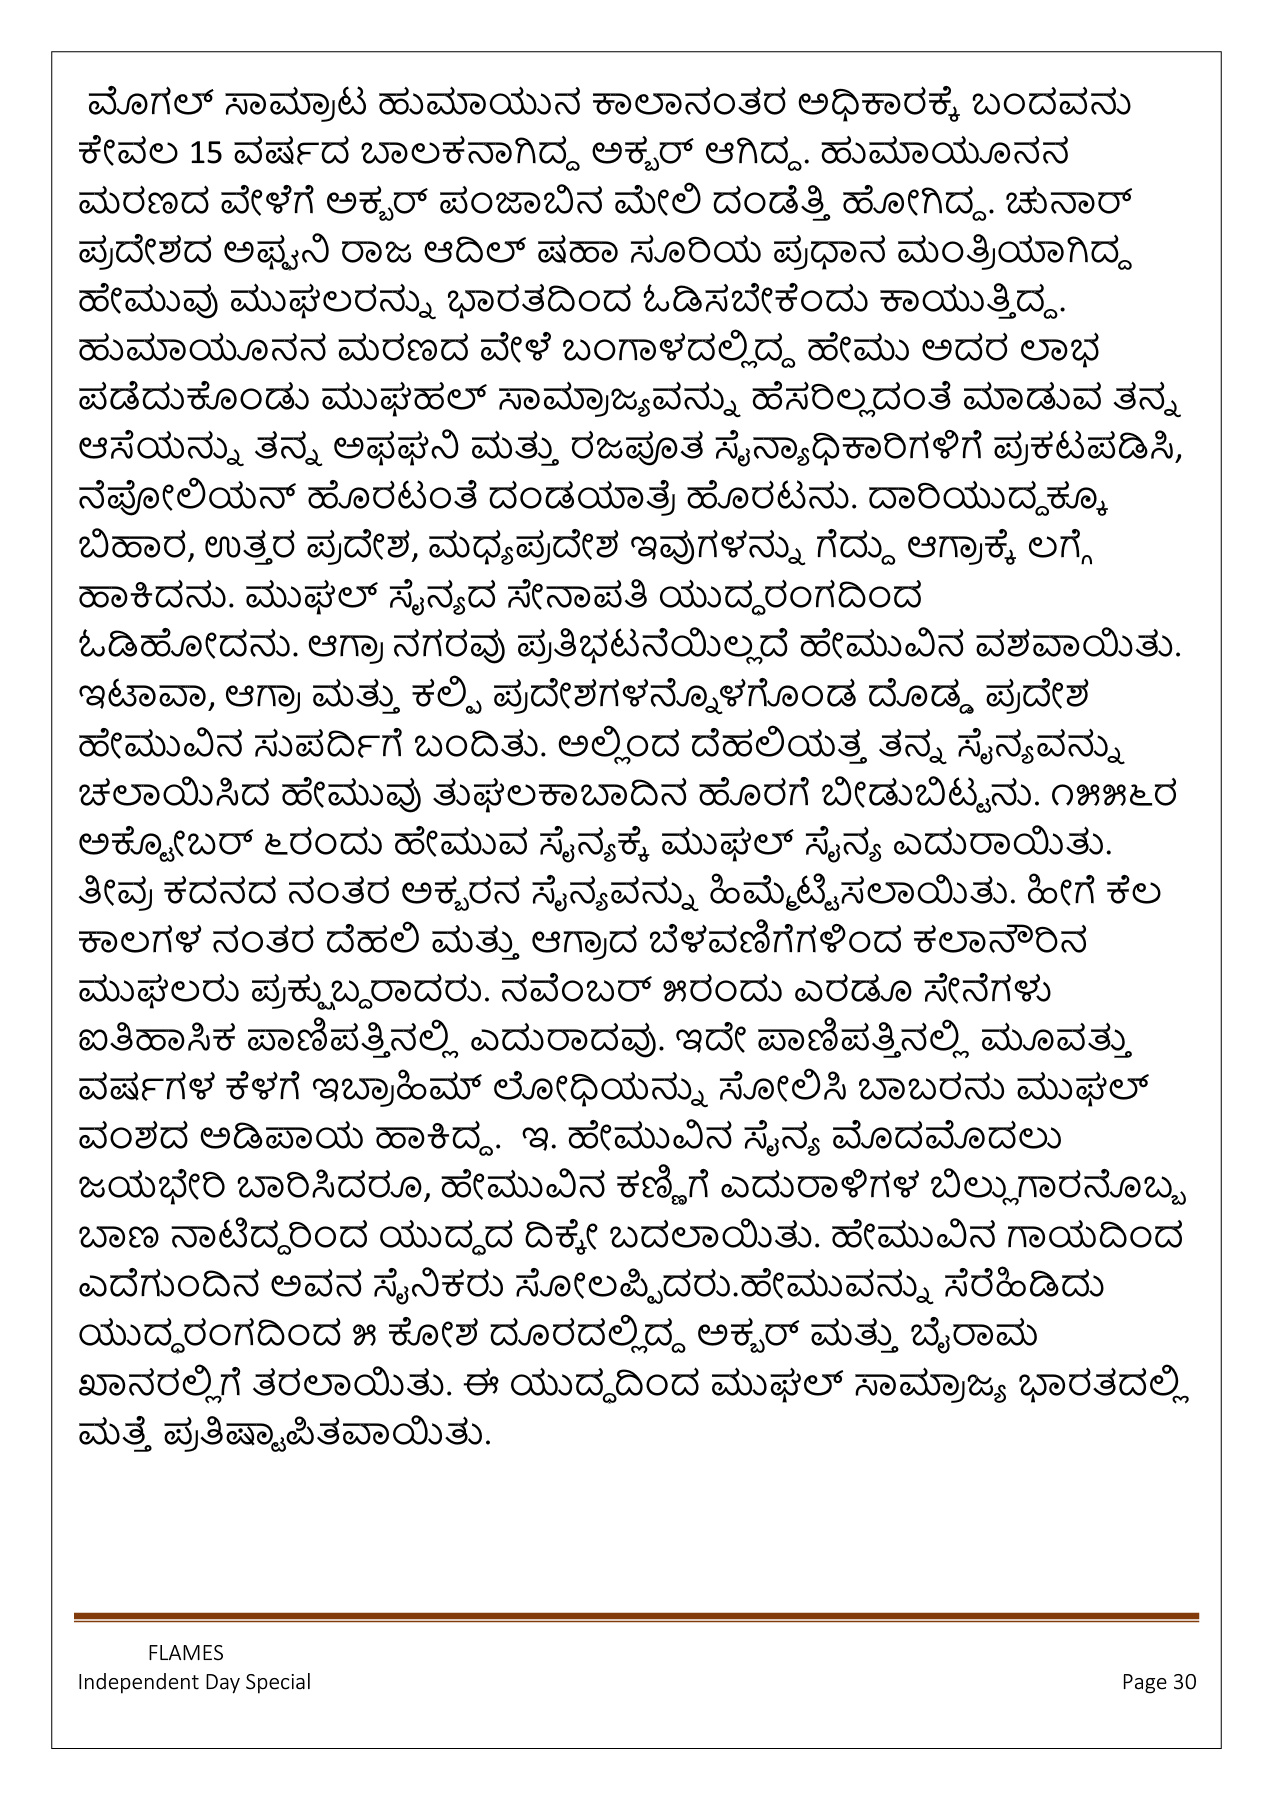 ಮೊಗಲ್ ಸಾಮ್ರಾಟ ಹುಮಾಯುನ ಕಾಲಾನಂತರ ಅಧಿಕಾರಕ್ಕೆ ಬಂದವನು
ಕೇವಲ 15 ವರ್ಷದ ಬಾಲಕನಾಗಿದ್ದ ಅಕ್ಬರ್ ಆಗಿದ್ದ. ಹುಮಾಯೂನನ
ಮರಣದ ವೇಳೆಗೆ ಅಕ್ಬರ್ ಪಂಜಾಬಿನ ಮೇಲಿ ದಂಡೆತ್ತಿ ಹೋಗಿದ್ದ. ಚುನಾರ್
ಪ್ರದೇಶದ ಅಫ್ಘನಿ ರಾಜ ಆದಿಲ್ ಷಹಾ ಸೂರಿಯ ಪ್ರಧಾನ ಮಂತ್ರಿಯಾಗಿದ್ದ
ಹೇಮುವು ಮುಘಲರನ್ನು ಭಾರತದಿಂದ ಓಡಿಸಬೇಕೆಂದು ಕಾಯುತ್ತಿದ್ದ.
ಹುಮಾಯೂನನ ಮರಣದ ವೇಳೆ ಬಂಗಾಳದಲ್ಲಿದ್ದ ಹೇಮು ಅದರ ಲಾಭ
ಪಡೆದುಕೊಂಡು ಮುಘಹಲ್ ಸಾಮ್ರಾಜ್ಯವನ್ನು ಹೆಸರಿಲ್ಲದಂತೆ ಮಾಡುವ ತನ್ನ
ಆಸೆಯನ್ನು ತನ್ನ ಅಫಘನಿ ಮತ್ತು ರಜಪೂತ ಸೈನ್ಯಾಧಿಕಾರಿಗಳಿಗೆ ಪ್ರಕಟಪಡಿಸಿ,
ನೆಪೋಲಿಯನ್ ಹೊರಟಂತೆ ದಂಡಯಾತ್ರೆ ಹೊರಟನು. ದಾರಿಯುದ್ದಕ್ಕೂ
ಬಿಹಾರ, ಉತ್ತರ ಪ್ರದೇಶ, ಮಧ್ಯಪ್ರದೇಶ ಇವುಗಳನ್ನು ಗೆದ್ದು ಆಗ್ರಾಕ್ಕೆ ಲಗ್ಗೆ
ಹಾಕಿದನು. ಮುಘಲ್ ಸೈನ್ಯದ ಸೇನಾಪತಿ ಯುದ್ಧರಂಗದಿಂದ
ಓಡಿಹೋದನು. ಆಗ್ರಾ ನಗರವು ಪ್ರತಿಭಟನೆಯಿಲ್ಲದೆ ಹೇಮುವಿನ ವಶವಾಯಿತು.
ಇಟಾವಾ, ಆಗ್ರಾ ಮತ್ತು ಕಲ್ಪಿ ಪ್ರದೇಶಗಳನ್ನೊಳಗೊಂಡ ದೊಡ್ಡ ಪ್ರದೇಶ
ಹೇಮುವಿನ ಸುಪರ್ದಿಗೆ ಬಂದಿತು. ಅಲ್ಲಿಂದ ದೆಹಲಿಯತ್ತ ತನ್ನ ಸೈನ್ಯವನ್ನು
ಚಲಾಯಿಸಿದ ಹೇಮುವು ತುಘಲಕಾಬಾದಿನ ಹೊರಗೆ ಬೀಡುಬಿಟ್ಟನು. ೧೫೫೬ರ
ಅಕ್ಟೋಬರ್ ೬ರಂದು ಹೇಮುವ ಸೈನ್ಯಕ್ಕೆ ಮುಘಲ್ ಸೈನ್ಯ ಎದುರಾಯಿತು.
ತೀವ್ರ ಕದನದ ನಂತರ ಅಕ್ಬರನ ಸೈನ್ಯವನ್ನು ಹಿಮ್ಮೆಟ್ಟಿಸಲಾಯಿತು. ಹೀಗೆ ಕೆಲ
ಕಾಲಗಳ ನಂತರ ದೆಹಲಿ ಮತ್ತು ಆಗ್ರಾದ ಬೆಳವಣಿಗೆಗಳಿಂದ ಕಲಾನೌರಿನ
ಮುಘಲರು ಪ್ರಕ್ಷುಬ್ದರಾದರು. ನವೆಂಬರ್ ೫ರಂದು ಎರಡೂ ಸೇನೆಗಳು
ಐತಿಹಾಸಿಕ ಪಾಣಿಪತ್ತಿನಲ್ಲಿ ಎದುರಾದವು. ಇದೇ ಪಾಣಿಪತ್ತಿನಲ್ಲಿ ಮೂವತ್ತು
ವರ್ಷಗಳ ಕೆಳಗೆ ಇಬ್ರಾಹಿಮ್ ಲೋಧಿಯನ್ನು ಸೋಲಿಸಿ ಬಾಬರನು ಮುಘಲ್
ವಂಶದ ಅಡಿಪಾಯ ಹಾಕಿದ್ದ. ಇ. ಹೇಮುವಿನ ಸೈನ್ಯ ಮೊದಮೊದಲು
ಜಯಭೇರಿ ಬಾರಿಸಿದರೂ, ಹೇಮುವಿನ ಕಣ್ಣಿಗೆ ಎದುರಾಳಿಗಳ ಬಿಲ್ಲುಗಾರನೊಬ್ಬ
ಬಾಣ ನಾಟಿದ್ದರಿಂದ ಯುದ್ಧದ ದಿಕ್ಕೇ ಬದಲಾಯಿತು. ಹೇಮುವಿನ ಗಾಯದಿಂದ
ಎದೆಗುಂದಿನ ಅವನ ಸೈನಿಕರು ಸೋಲಪ್ಪಿದರು.ಹೇಮುವನ್ನು ಸೆರೆಹಿಡಿದು
ಯುದ್ಧರಂಗದಿಂದ ೫ ಕೋಶ ದೂರದಲ್ಲಿದ್ದ ಅಕ್ಬರ್ ಮತ್ತು ಬೈರಾಮ
ಖಾನರಲ್ಲಿಗೆ ತರಲಾಯಿತು. ಈ ಯುದ್ಧದಿಂದ ಮುಘಲ್ ಸಾಮ್ರಾಜ್ಯ ಭಾರತದಲ್ಲಿ
ಮತ್ತೆ ಪ್ರತಿಷ್ಟಾಪಿತವಾಯಿತು.
FLAMES
Independent Day Special Page 30